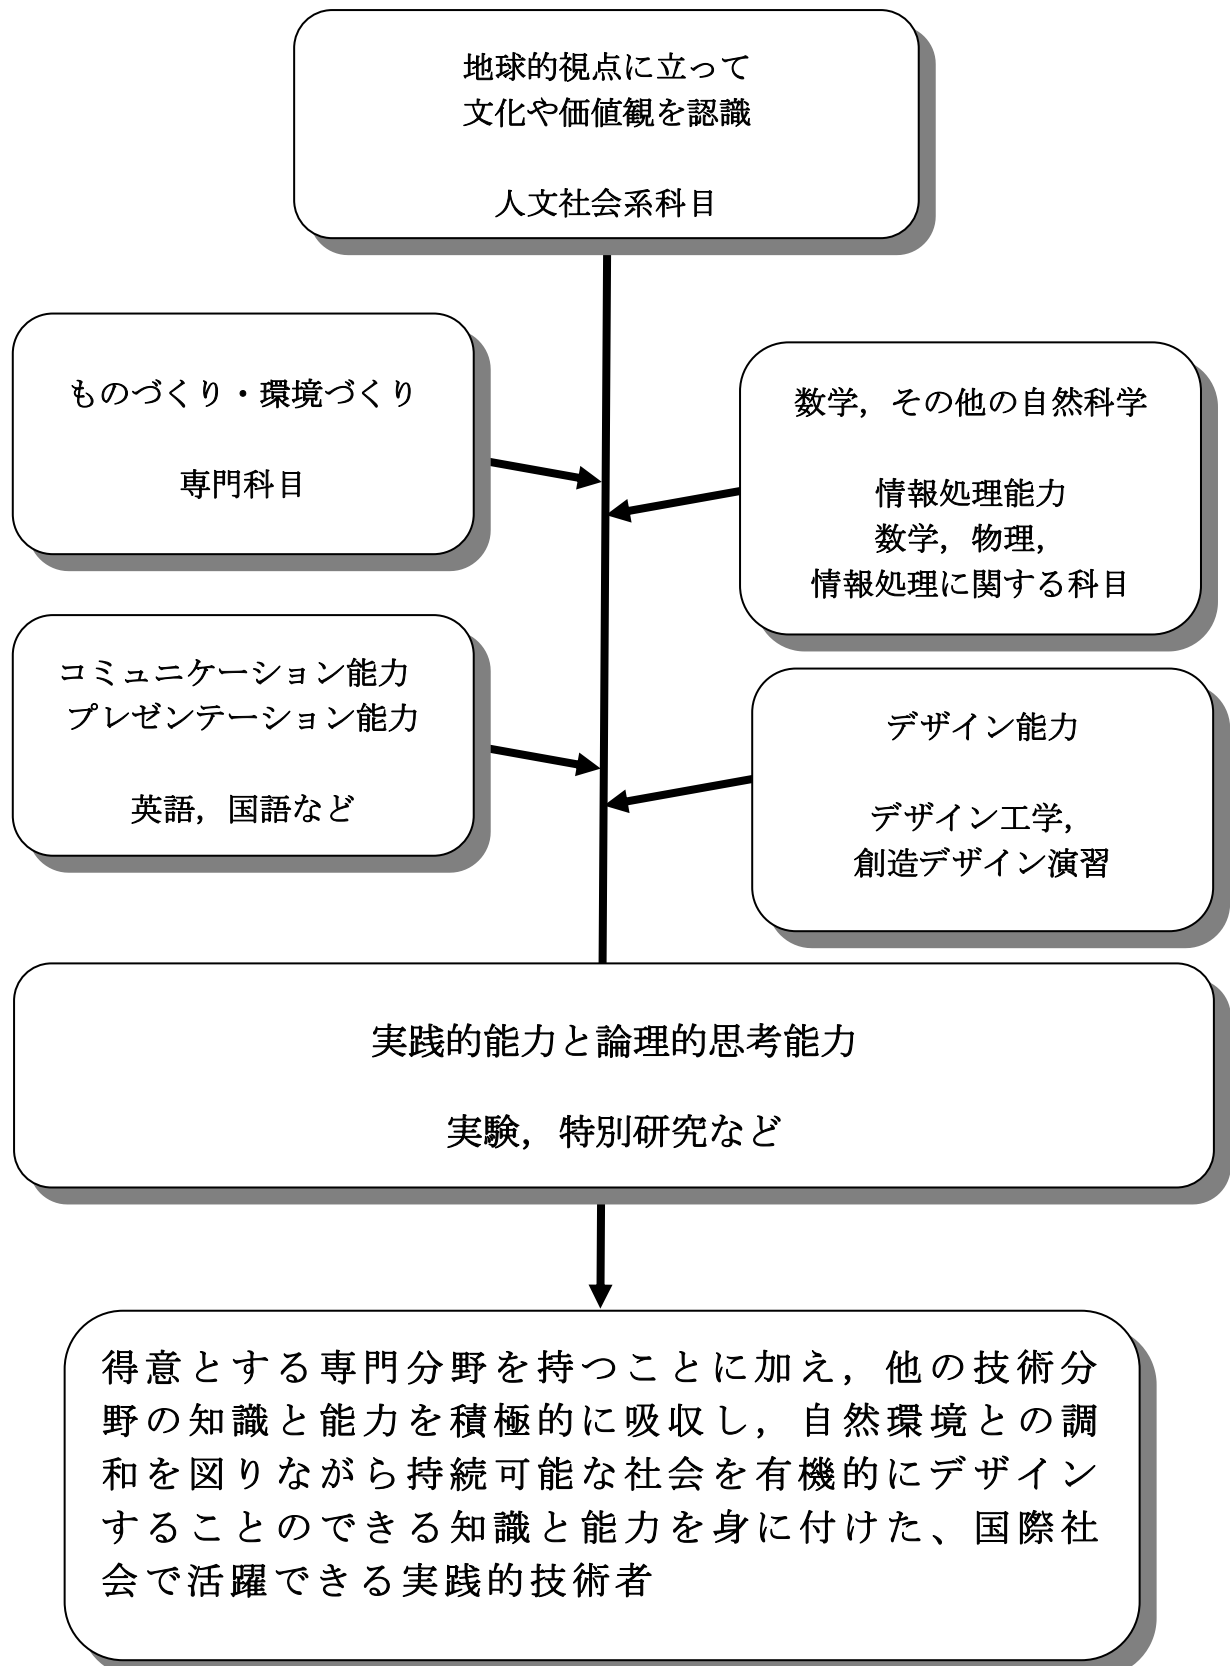 地球的視点に立って
文化や価値観を認識
人文社会系科目
ものづくり・環境づくり
専門科目
数学，その他の自然科学
情報処理能力
数学，物理，
情報処理に関する科目
コミュニケーション能力
プレゼンテーション能力
英語，国語など
デザイン能力
デザイン工学，
創造デザイン演習
実践的能力と論理的思考能力
実験，特別研究など
得意とする専門分野を持つことに加え，他の技術分
野の知識と能力を積極的に吸収し，自然環境との調
和を図りながら持続可能な社会を有機的にデザイン
することのできる知識と能力を身に付けた、国際社
会で活躍できる実践的技術者